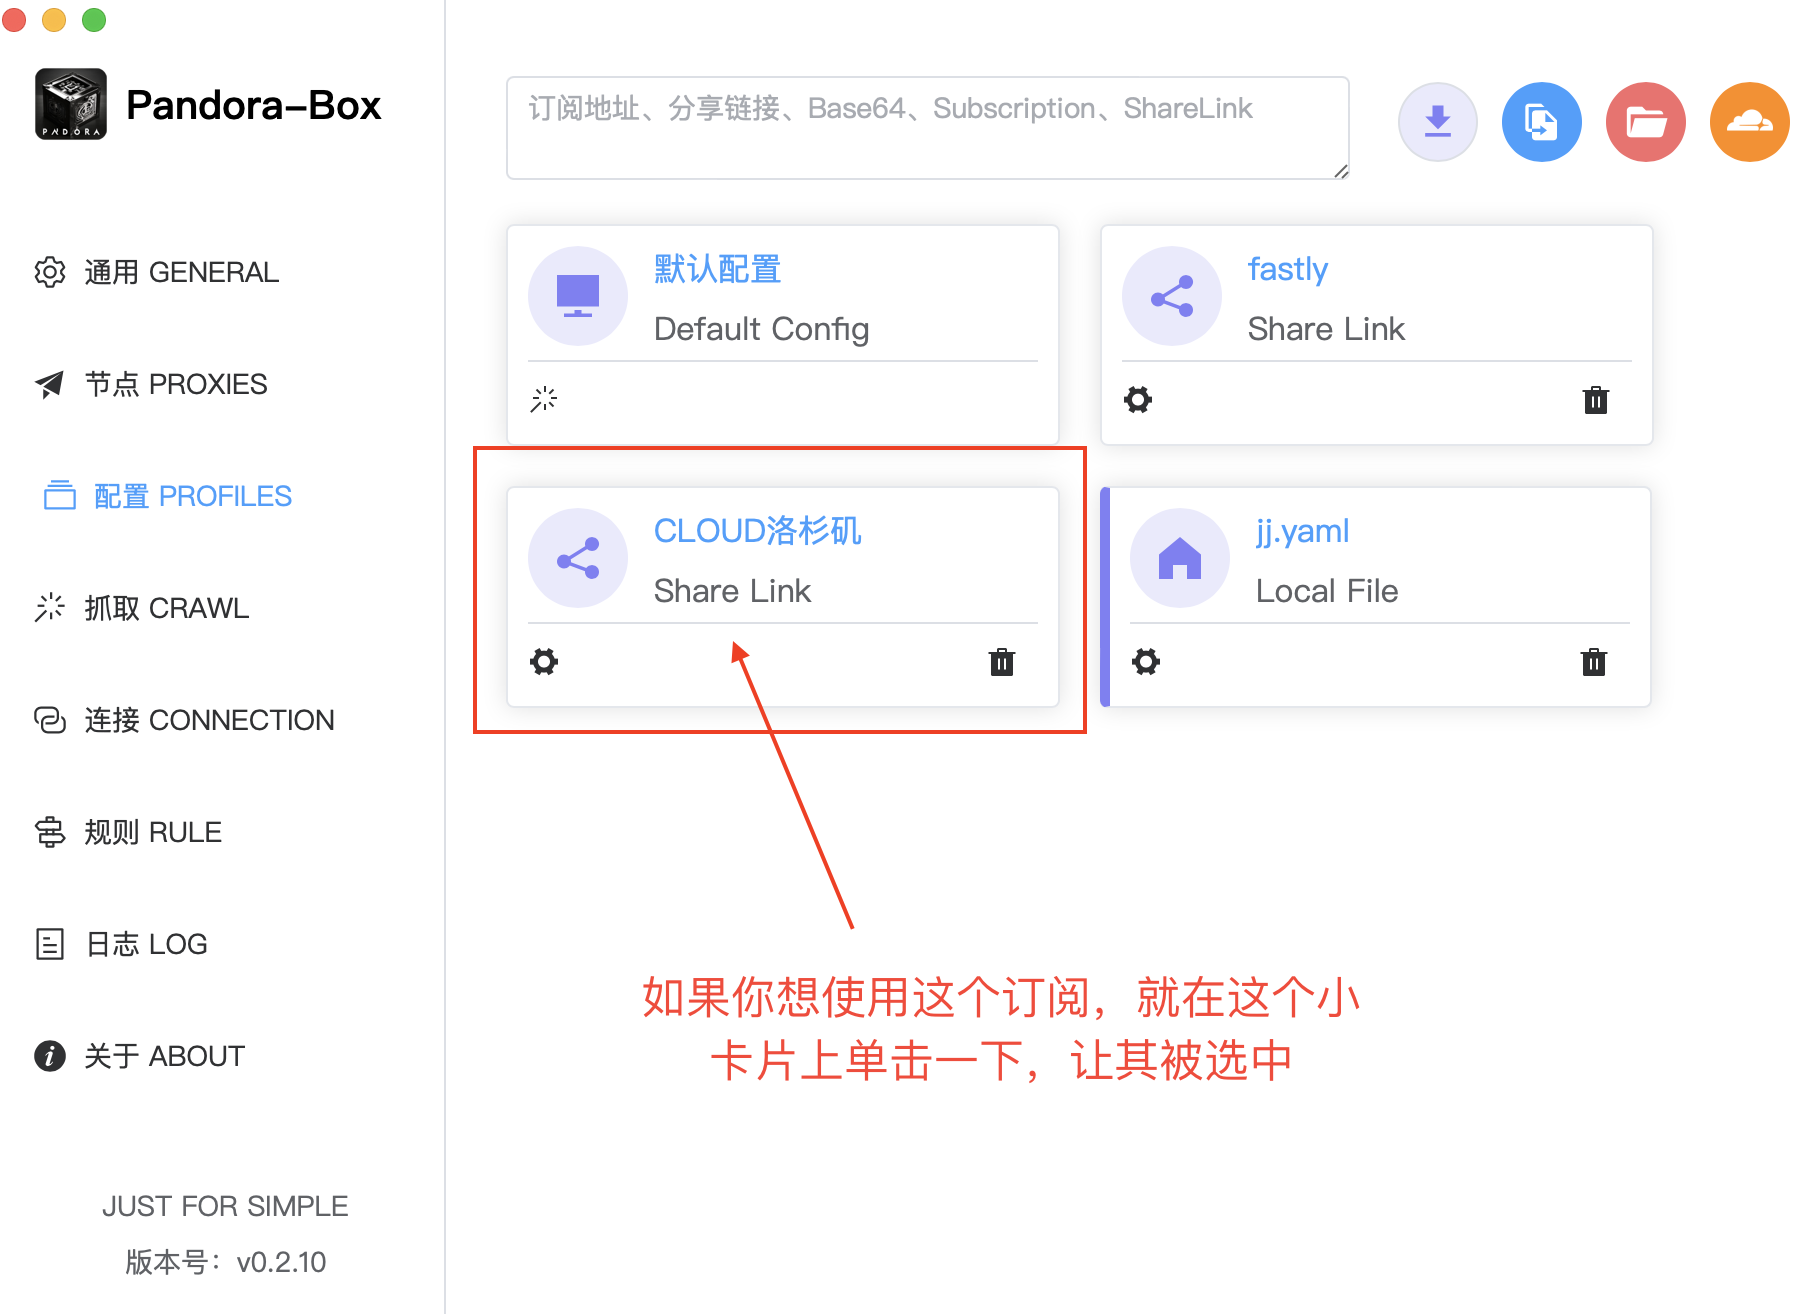 Pandora-Box
PANDORA
订阅地址、分享链接、Base64、Subscription、ShareLink
通用 GENERAL
节点 PROXIES
配置 PROFILES
抓取 CRAWL
连接 CONNECTION
规则 RULE
日志 LOG
关于 ABOUT
JUST FOR SIMPLE
版本号：v0.2.10
默认配置
Default Config
fastly
Share Link
CLOUD洛杉矶
Share Link
jj.yaml
Local File
如果你想使用这个订阅，就在这个小
卡片上单击一下，让其被选中